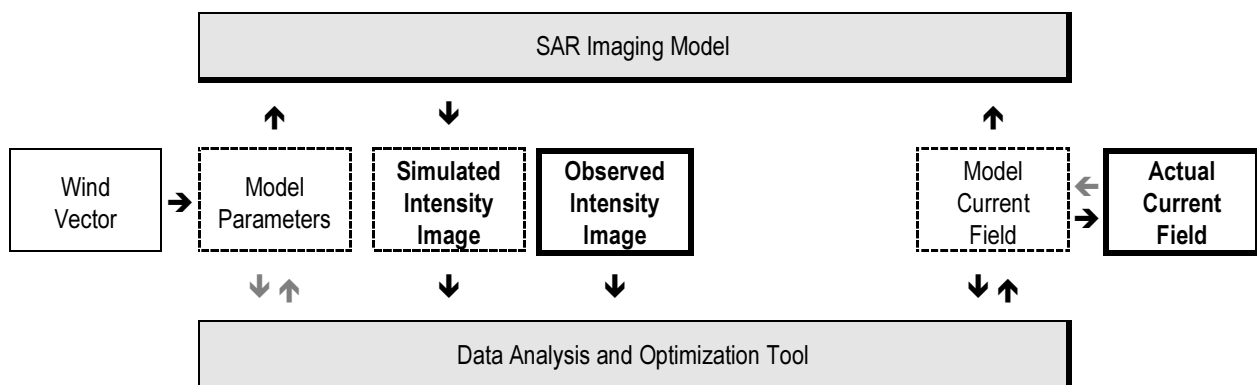 SAR Imaging Model
Wind
Vector
Model
Parameters
Simulated
Intensity
Image
Observed
Intensity
Image
Model
Current
Field
Actual
Current
Field
Data Analysis and Optimization Tool